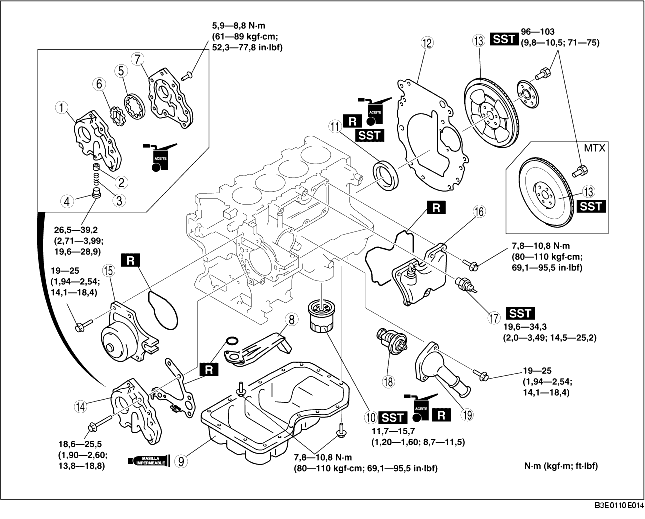 5,9—8,8 N·m
(61—89 kgf·cm;
52,3—77,8 in·lbf)
7
5
6
1
ACEITE
2
3
4
26,5—39,2
(2,71—3,99;
19,6—28,9)
12
13
SST
96—103
(9,8—10,5; 71—75)
R
ACEITE
11
SST
MTX
13
SST
R
16
7,8—10,8 N·m
(80—110 kgf·cm;
69,1—95,5 in·lbf)
17
SST
19,6—34,3
(2,0—3,49; 14,5—25,2)
19—25
(1,94—2,54;
14,1—18,4)
15
R
8
R
18
19
19—25
(1,94—2,54;
14,1—18,4)
14
10
SST
ACEITE
R
11,7—15,7
(1,20—1,60; 8,7—11,5)
18,6—25,5
(1,90—2,60;
13,8—18,8)
MASILLA
IMPERMEABLE
9
7,8—10,8 N·m
(80—110 kgf·cm; 69,1—95,5 in·lbf)
N·m (kgf·m; ft·lbf)
B3E0110E014